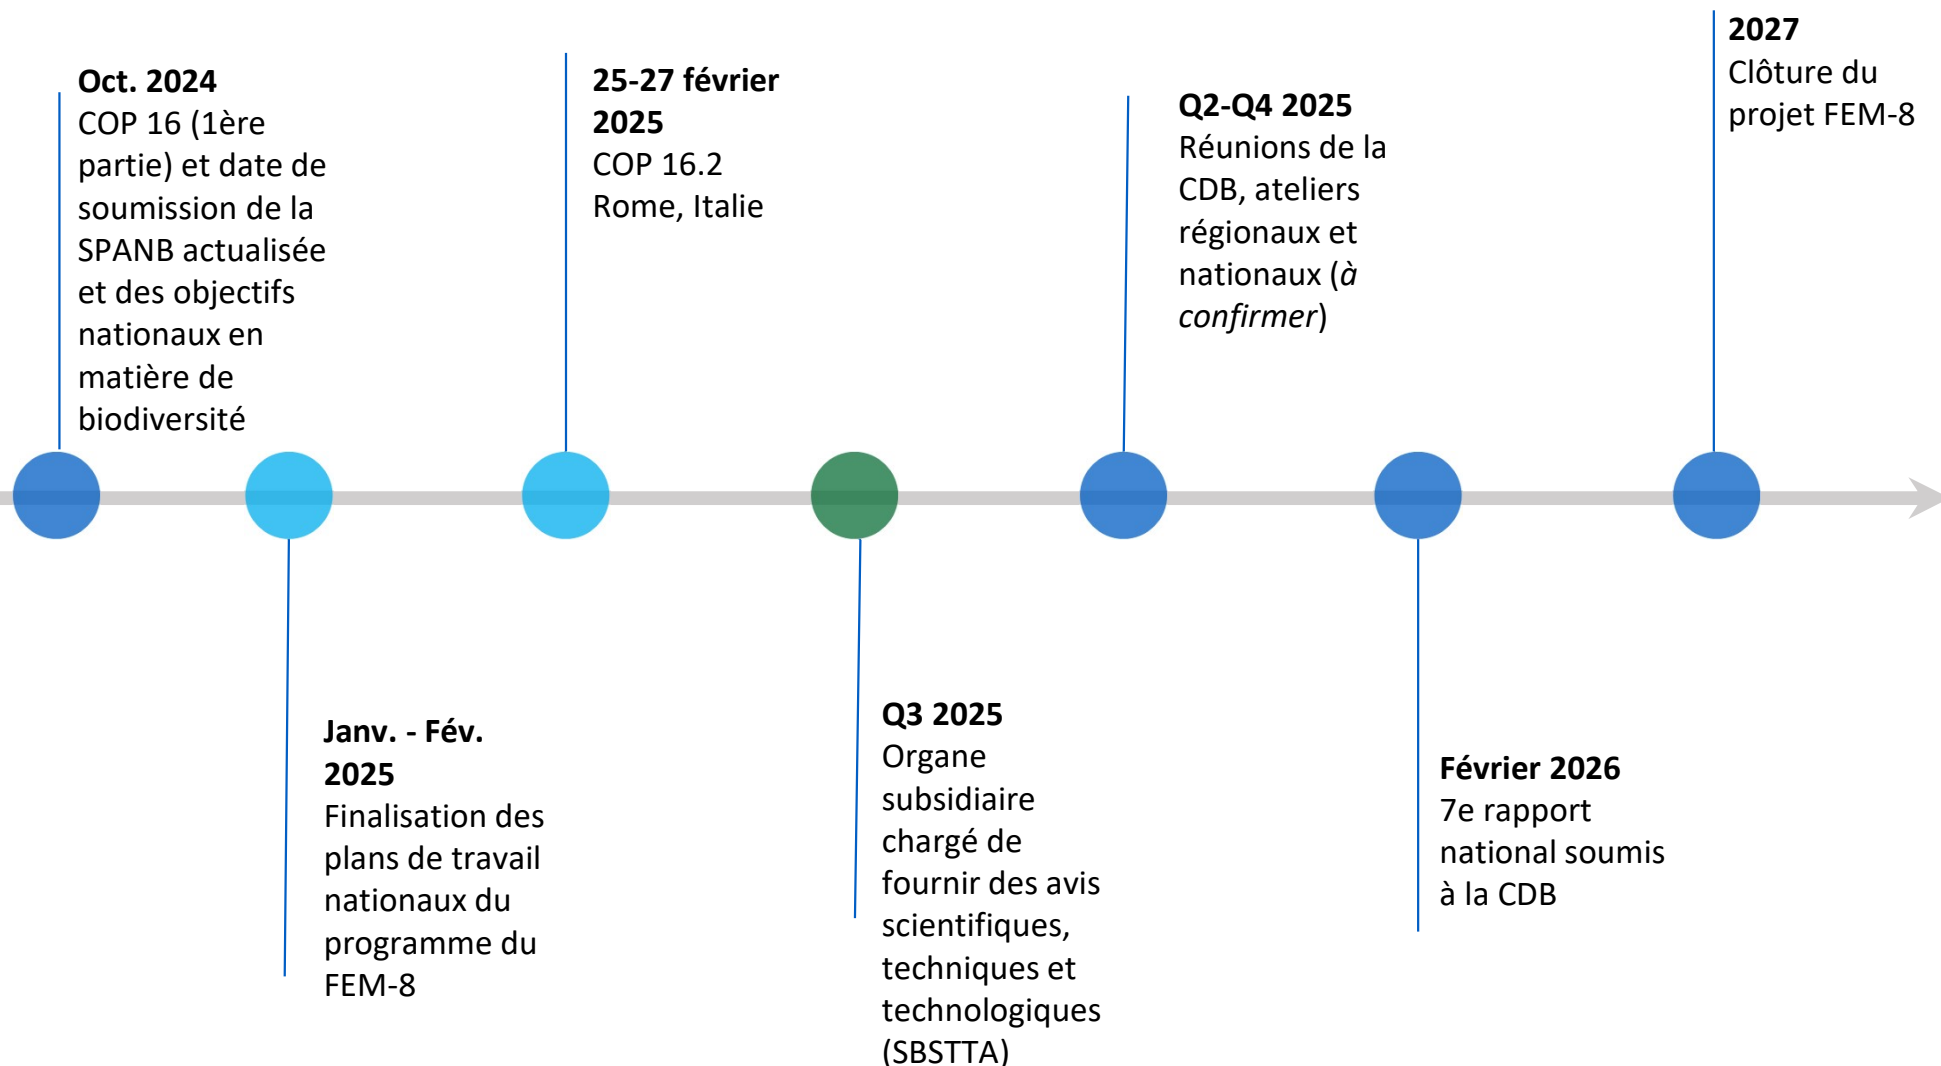 Oct. 2024
COP 16 (1ère
partie) et date de
soumission de la
SPANB actualisée
et des objectifs
nationaux en
matière de
biodiversité
Janv. - Fév.
2025
Finalisation des
plans de travail
nationaux du
programme du
FEM-8
25-27 février
2025
COP 16.2
Rome, Italie
Q3 2025
Organe
subsidiaire
chargé de
fournir des avis
scientifiques,
techniques et
technologiques
(SBSTTA)
Q2-Q4 2025
Réunions de la
CDB, ateliers
régionaux et
nationaux (à
confirmer)
Février 2026
7e rapport
national soumis
à la CDB
2027
Clôture du
projet FEM-8